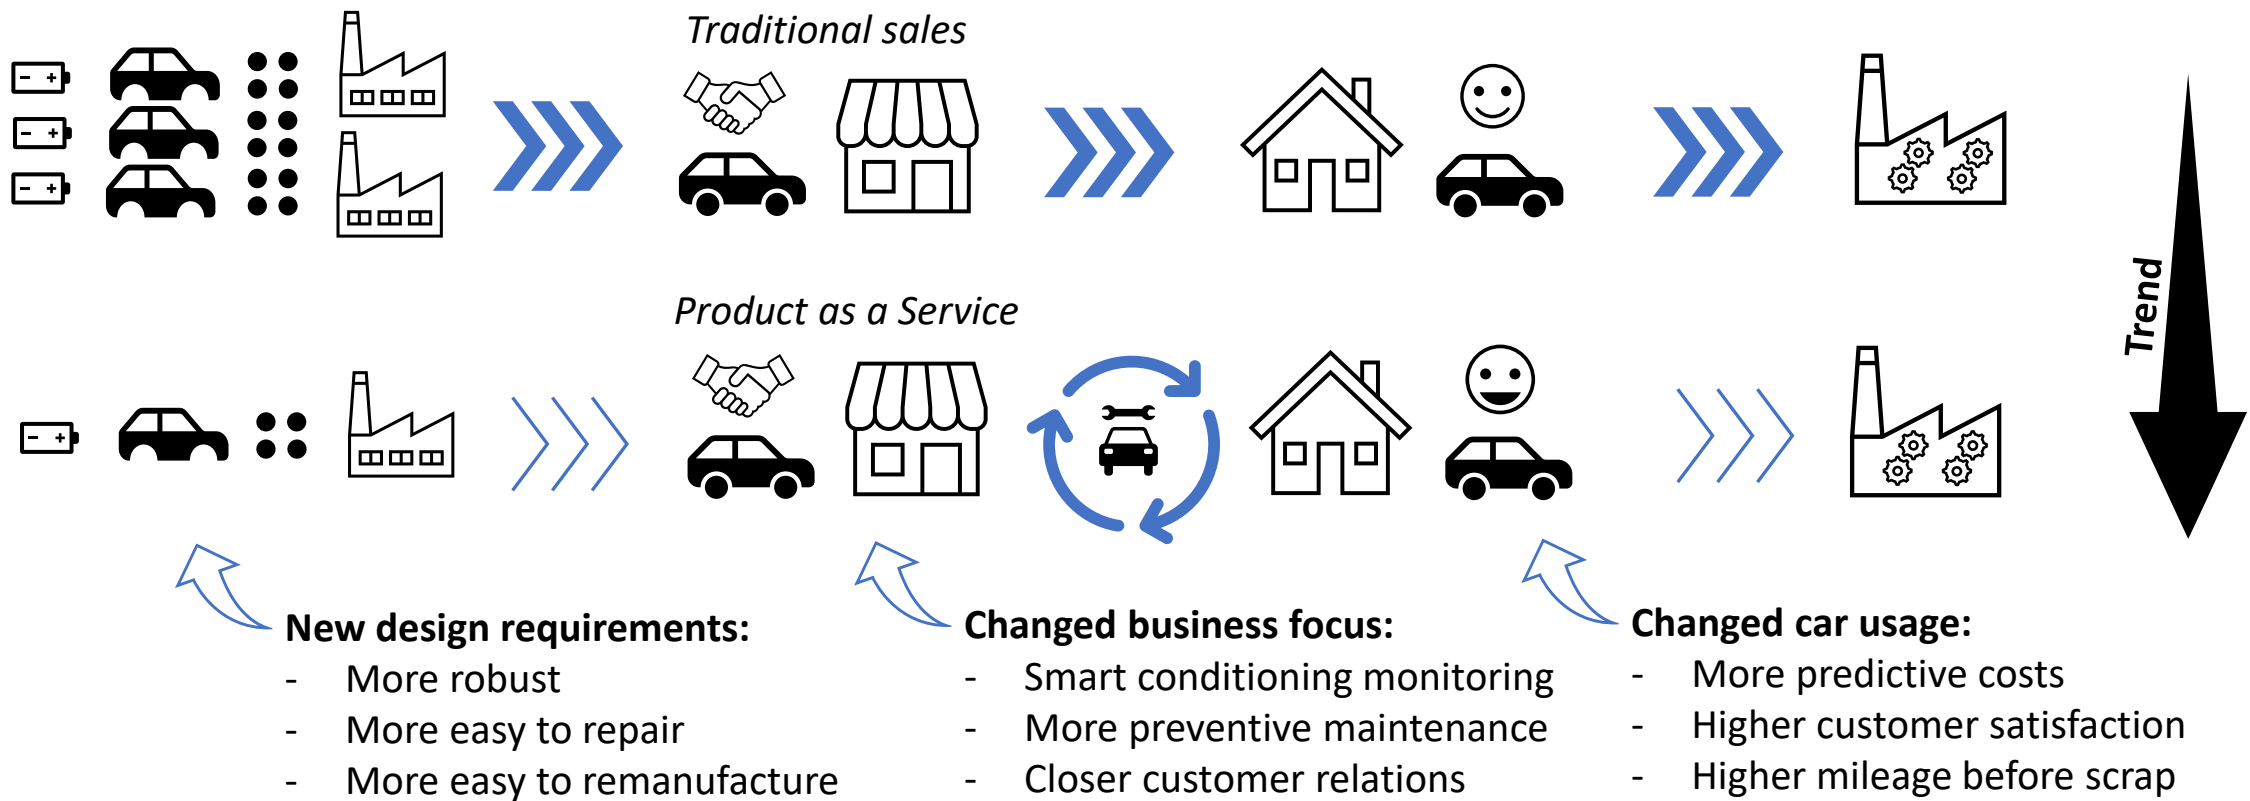 Traditional sales
Product as a Service
Trend
New design requirements:
- More robust
- More easy to repair
- More easy to remanufacture
Changed business focus:
- Smart conditioning monitoring
- More preventive maintenance
- Closer customer relations
Changed car usage:
- More predictive costs
- Higher customer satisfaction
- Higher mileage before scrap